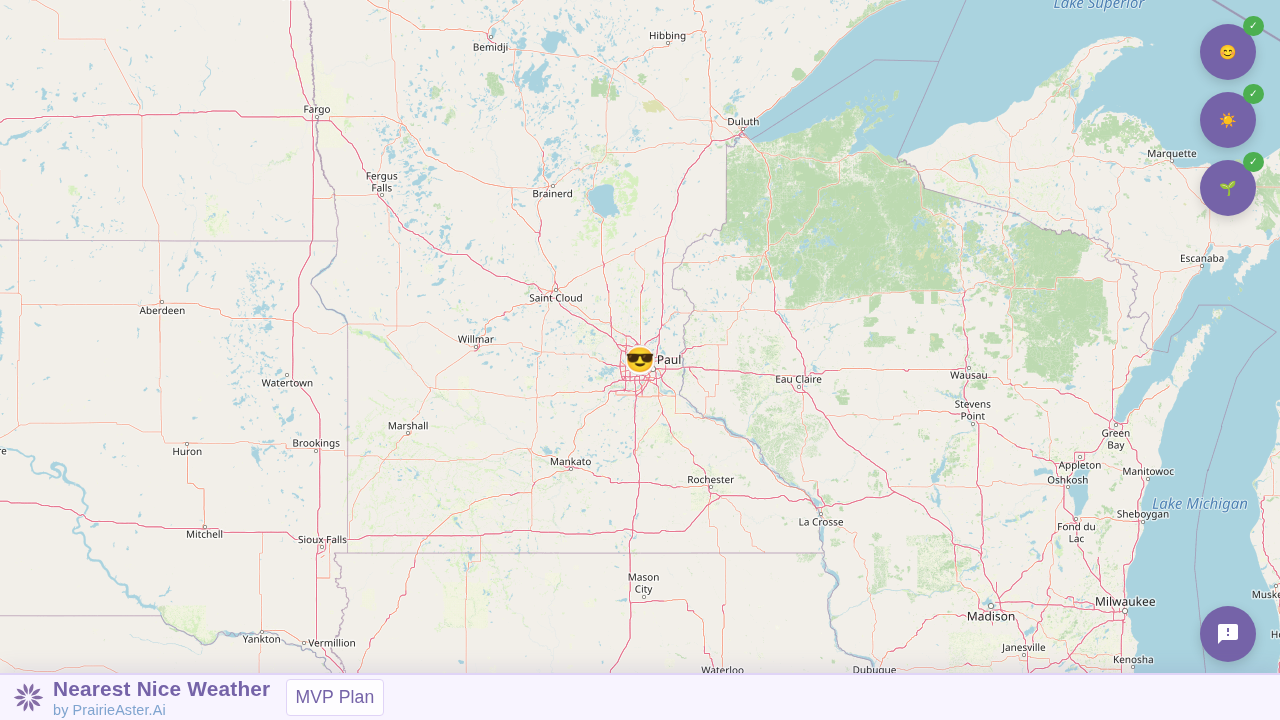 Lake Superior
Hibbing
Bemidji
Fargo
Duluth
Marquette
Fergus
Falls
Brainerd
Escanaba
Saint Cloud
Aberdeen
Willmar
Paul
Watertown
Eau Claire
Wausau
Stevens
Point
Marshall
Green
Bay
Brookings
Huron
re
Mankato
Appleton
Oshkosh
Manitowoc
Rochester
Lake Michigan
Sheboygan
La Crosse
Fond du
Lac
Mitchell
Sioux Falls
Mason
City
Muske
Milwaukee
Madison
Yankton
Vermillion
Janesville
Ho
Kenosha
Waterloo
Dubuque
Nearest Nice Weather
by PrairieAster.Ai
MVP Plan